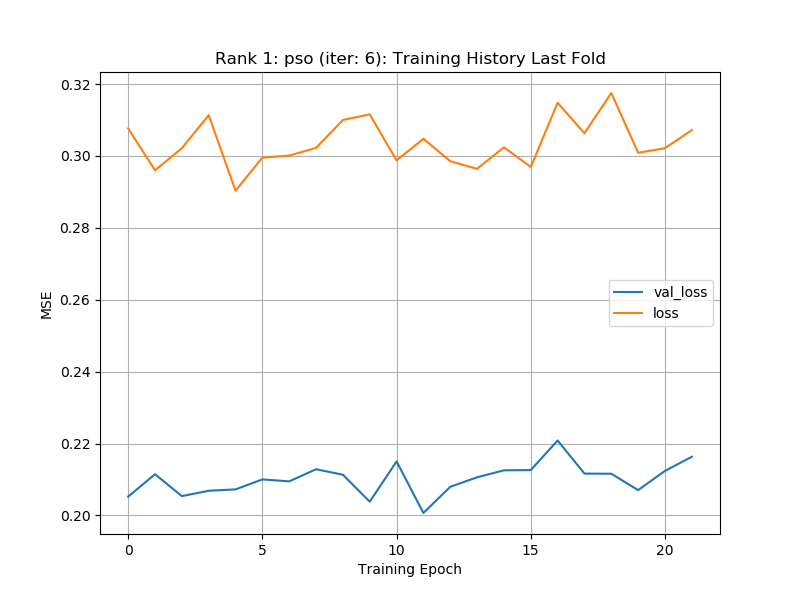 Rank 1: pso (iter: 6): Training History Last Fold
0.32
0.30
0.28
0.26
0.24
0.22
0.20
MSE
val_loss
loss
0 5 10 15 20
Training Epoch